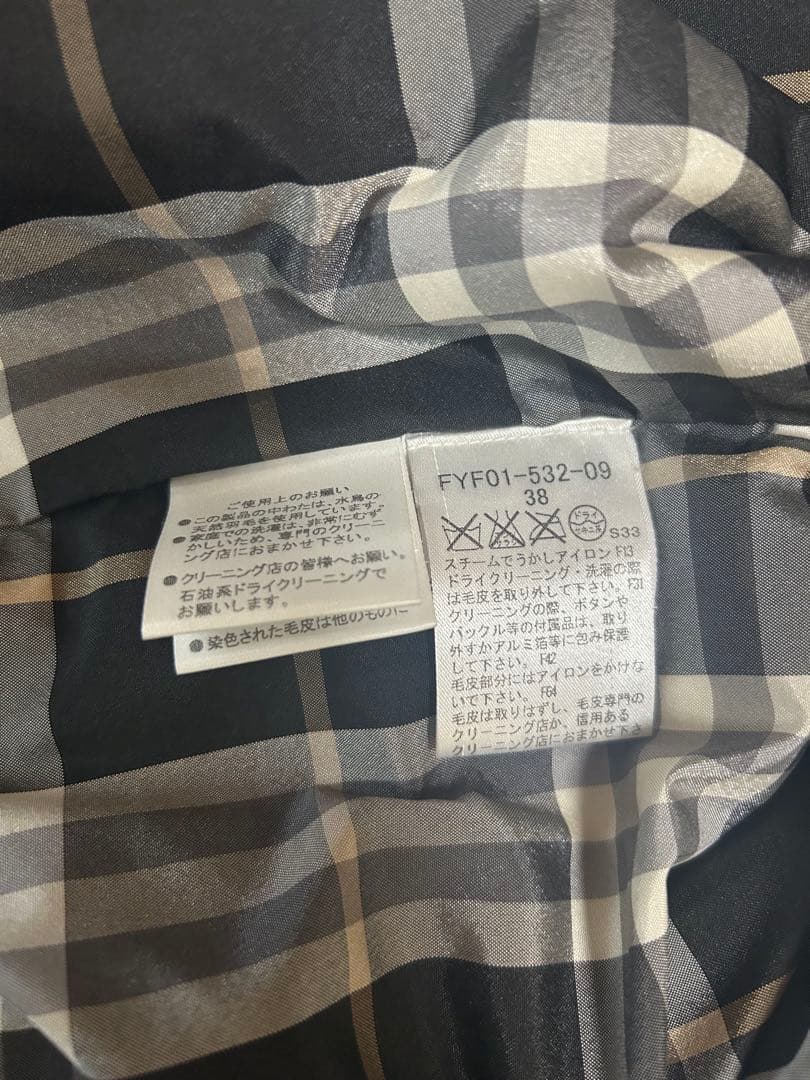 ご使用上のお願い
●この製品の中わたは、水鳥の
天然羽毛を使用しています。
●家庭での洗濯は、非常にむず
かしいため、専門のクリーニ
ング店におまかせ下さい。
●クリーニング店の皆様へお願い。
石油系ドライクリーニングで
お願いします。
●染色された毛皮は他のものに
FYF01-532-09
38
ドライ
セキユ系
S33
スチームでうかしアイロンF13
ドライクリーニング・洗濯の際
は毛皮を取り外して下さい。F31
クリーニングの際、ボタンや
バックル等の付属品は、取り
外すかアルミ箔等に包み保護
して下さい。F42
毛皮部分にはアイロンをかけな
いで下さい。F64
毛皮は取りはずし、毛皮専門の
クリーニング店か、信用ある
クリーニング店におまかせ下さ